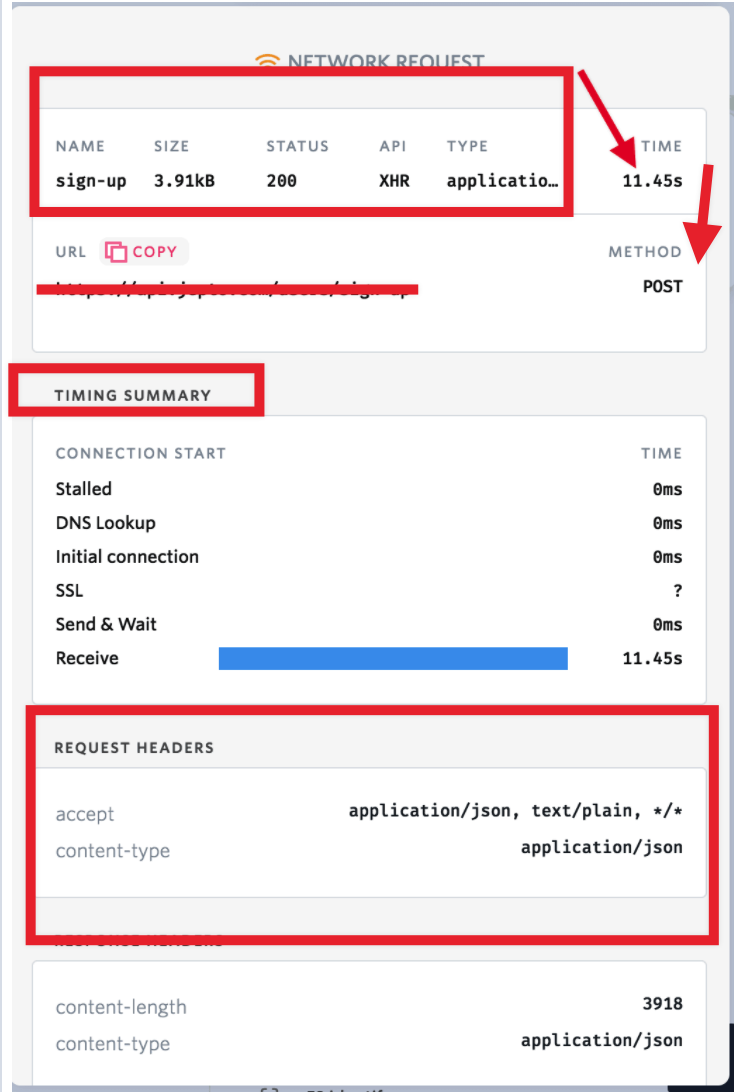 NETWORK REQUEST
NAME SIZE STATUS API TYPE TIME
sign-up 3.91kB 200 XHR applicatio… 11.45s
URL COPY METHOD
POST
TIMING SUMMARY
CONNECTION START TIME
Stalled 0ms
DNS Lookup 0ms
Initial connection 0ms
SSL ?
Send & Wait 0ms
Receive 11.45s
REQUEST HEADERS
accept application/json, text/plain, */*
content-type application/json
RESPONSE HEADERS
content-length 3918
content-type application/json